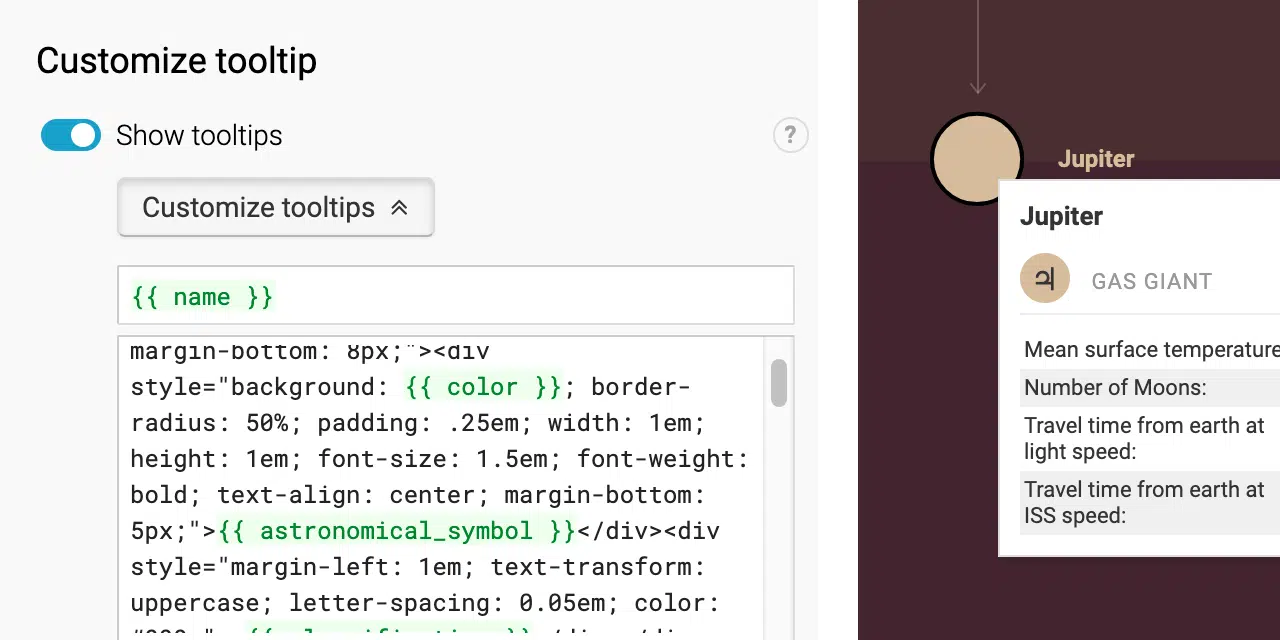 Customize tooltip
Show tooltips
?
Customize tooltips
{{ name }}
margin-bottom: 8px;"><div
style="background: {{ color }}; border-
radius: 50%; padding: .25em; width: 1em;
height: 1em; font-size: 1.5em; font-weight:
bold; text-align: center; margin-bottom:
5px;">{{ astronomical_symbol }}</div><div
style="margin-left: 1em; text-transform:
uppercase; letter-spacing: 0.05em; color:
Jupiter
Jupiter
♃
GAS GIANT
Mean surface temperature
Number of Moons:
Travel time from earth at
light speed:
Travel time from earth at
ISS speed: